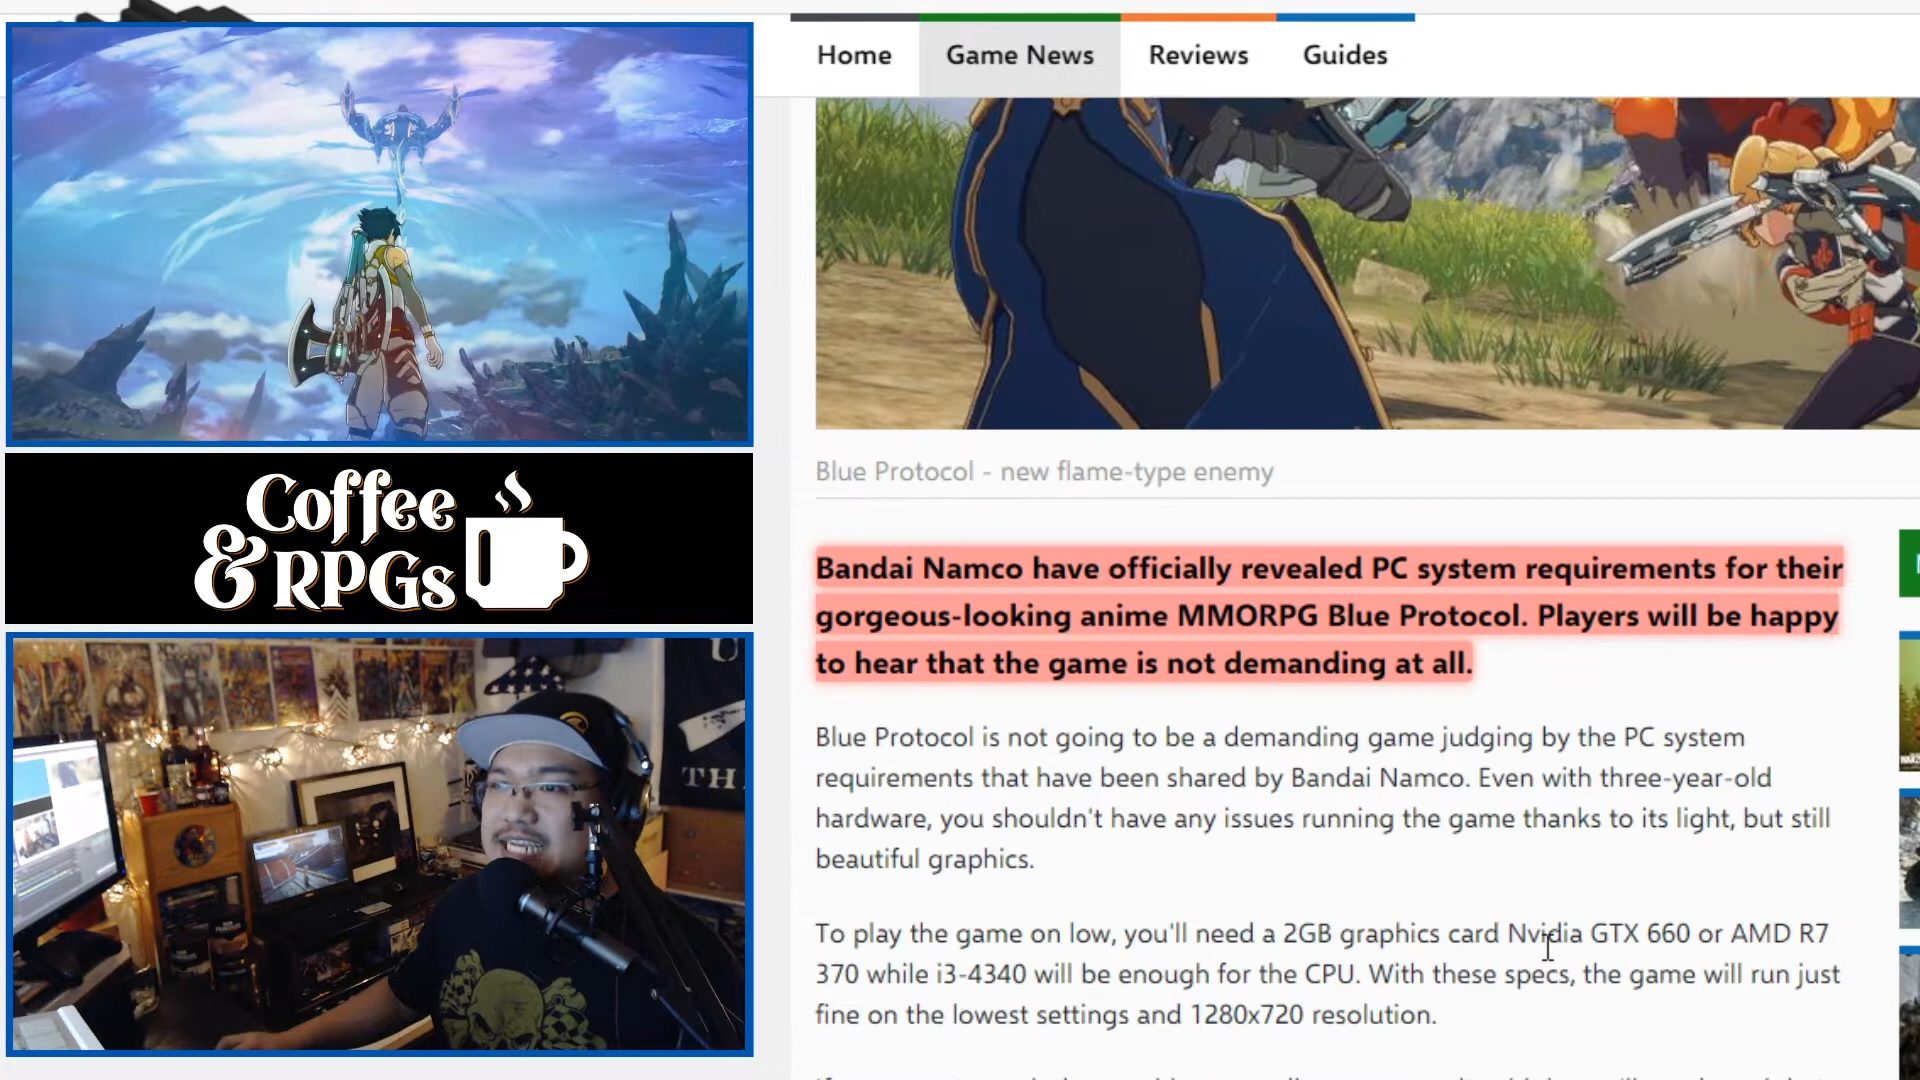 Home Game News Reviews Guides
Coffee
& RPGs
Blue Protocol - new flame-type enemy
Bandai Namco have officially revealed PC system requirements for their
gorgeous-looking anime MMORPG Blue Protocol. Players will be happy
to hear that the game is not demanding at all.
Blue Protocol is not going to be a demanding game judging by the PC system
requirements that have been shared by Bandai Namco. Even with three-year-old
hardware, you shouldn't have any issues running the game thanks to its light, but still
beautiful graphics.
To play the game on low, you'll need a 2GB graphics card Nvidia GTX 660 or AMD R7
370 while i3-4340 will be enough for the CPU. With these specs, the game will run just
fine on the lowest settings and 1280x720 resolution.